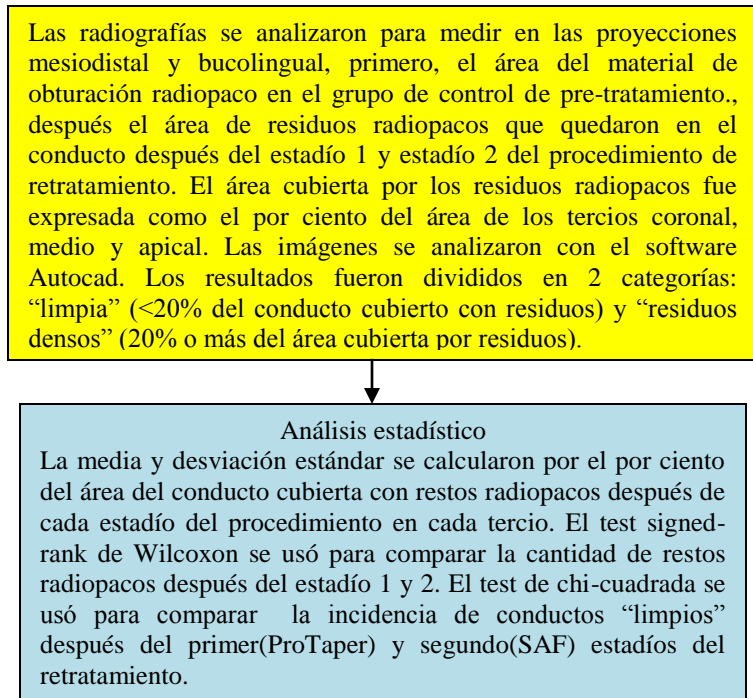 Las radiografías se analizaron para medir en las proyecciones
mesiodistal y bucolingual, primero, el área del material de
obturación radiopaco en el grupo de control de pre-tratamiento.,
después el área de residuos radiopacos que quedaron en el
conducto después del estadío 1 y estadío 2 del procedimiento de
retratamiento. El área cubierta por los residuos radiopacos fue
expresada como el por ciento del área de los tercios coronal,
medio y apical. Las imágenes se analizaron con el software
Autocad. Los resultados fueron divididos en 2 categorías:
“limpia” (<20% del conducto cubierto con residuos) y “residuos
densos” (20% o más del área cubierta por residuos).
Análisis estadístico
La media y desviación estándar se calcularon por el por ciento
del área del conducto cubierta con restos radiopacos después de
cada estadío del procedimiento en cada tercio. El test signed-
rank de Wilcoxon se usó para comparar la cantidad de restos
radiopacos después del estadío 1 y 2. El test de chi-cuadrada se
usó para comparar  la incidencia de conductos “limpios”
después del primer(ProTaper) y segundo(SAF) estadíos del
retratamiento.